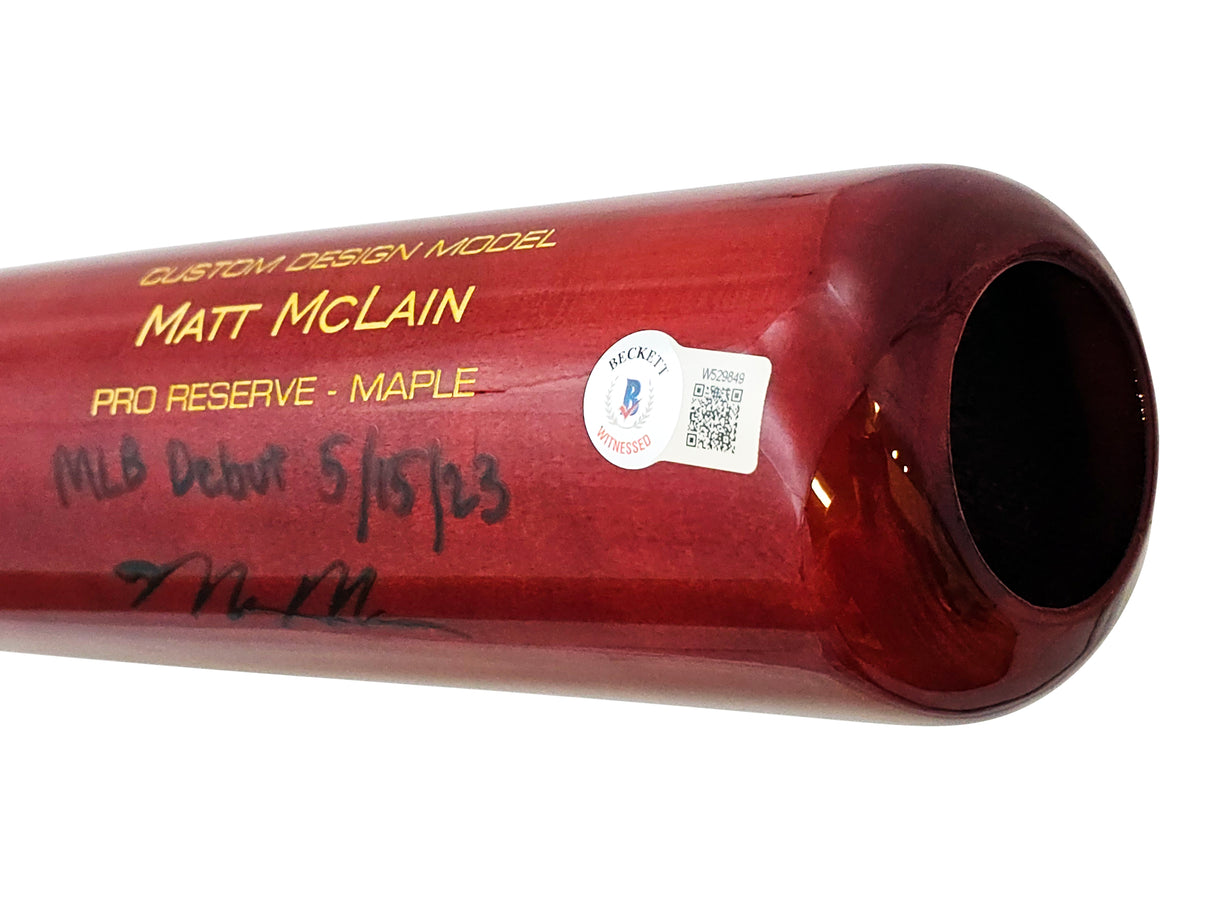 CUSTOM DESIGN MODEL
MATT MCLAIN
PRO RESERVE - MAPLE
MLB Debut 5/15/23
BECKETT
B
WITNESSED
W529849